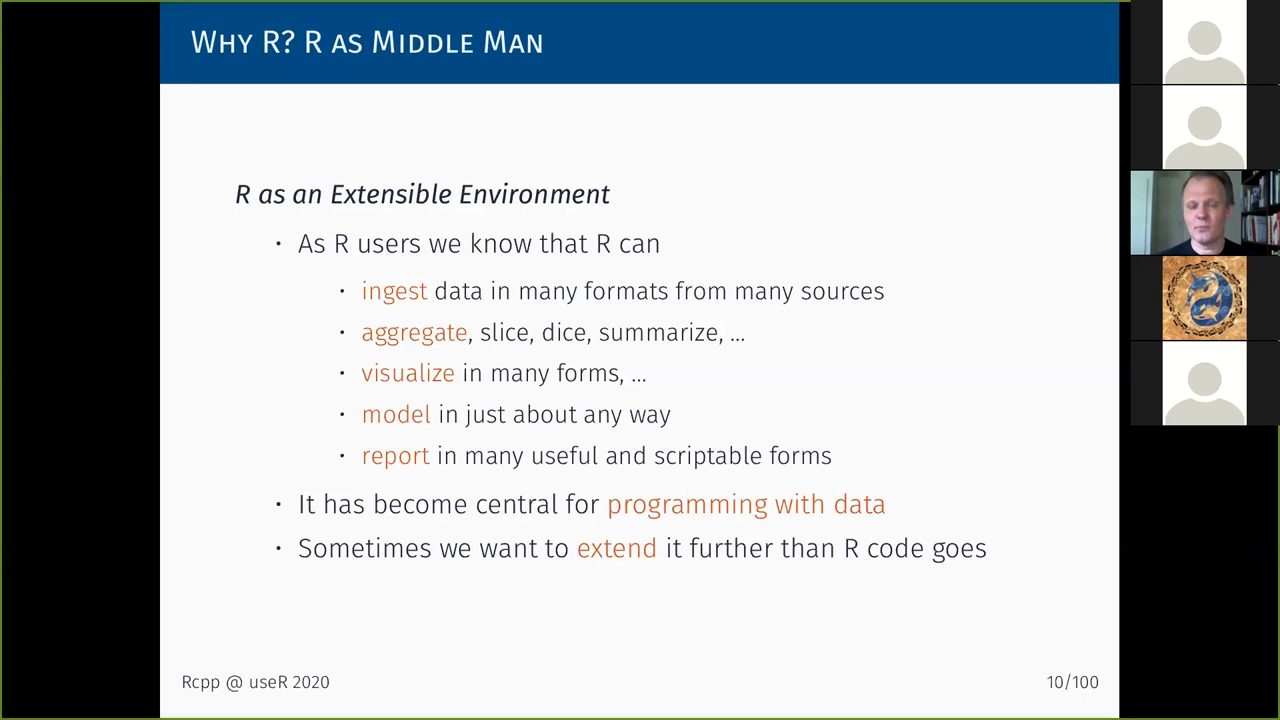 Why R? R as Middle Man
R as an Extensible Environment
• As R users we know that R can
• ingest data in many formats from many sources
• aggregate, slice, dice, summarize, ...
• visualize in many forms, ...
• model in just about any way
• report in many useful and scriptable forms
• It has become central for programming with data
• Sometimes we want to extend it further than R code goes
Rcpp @ useR 2020
10/100